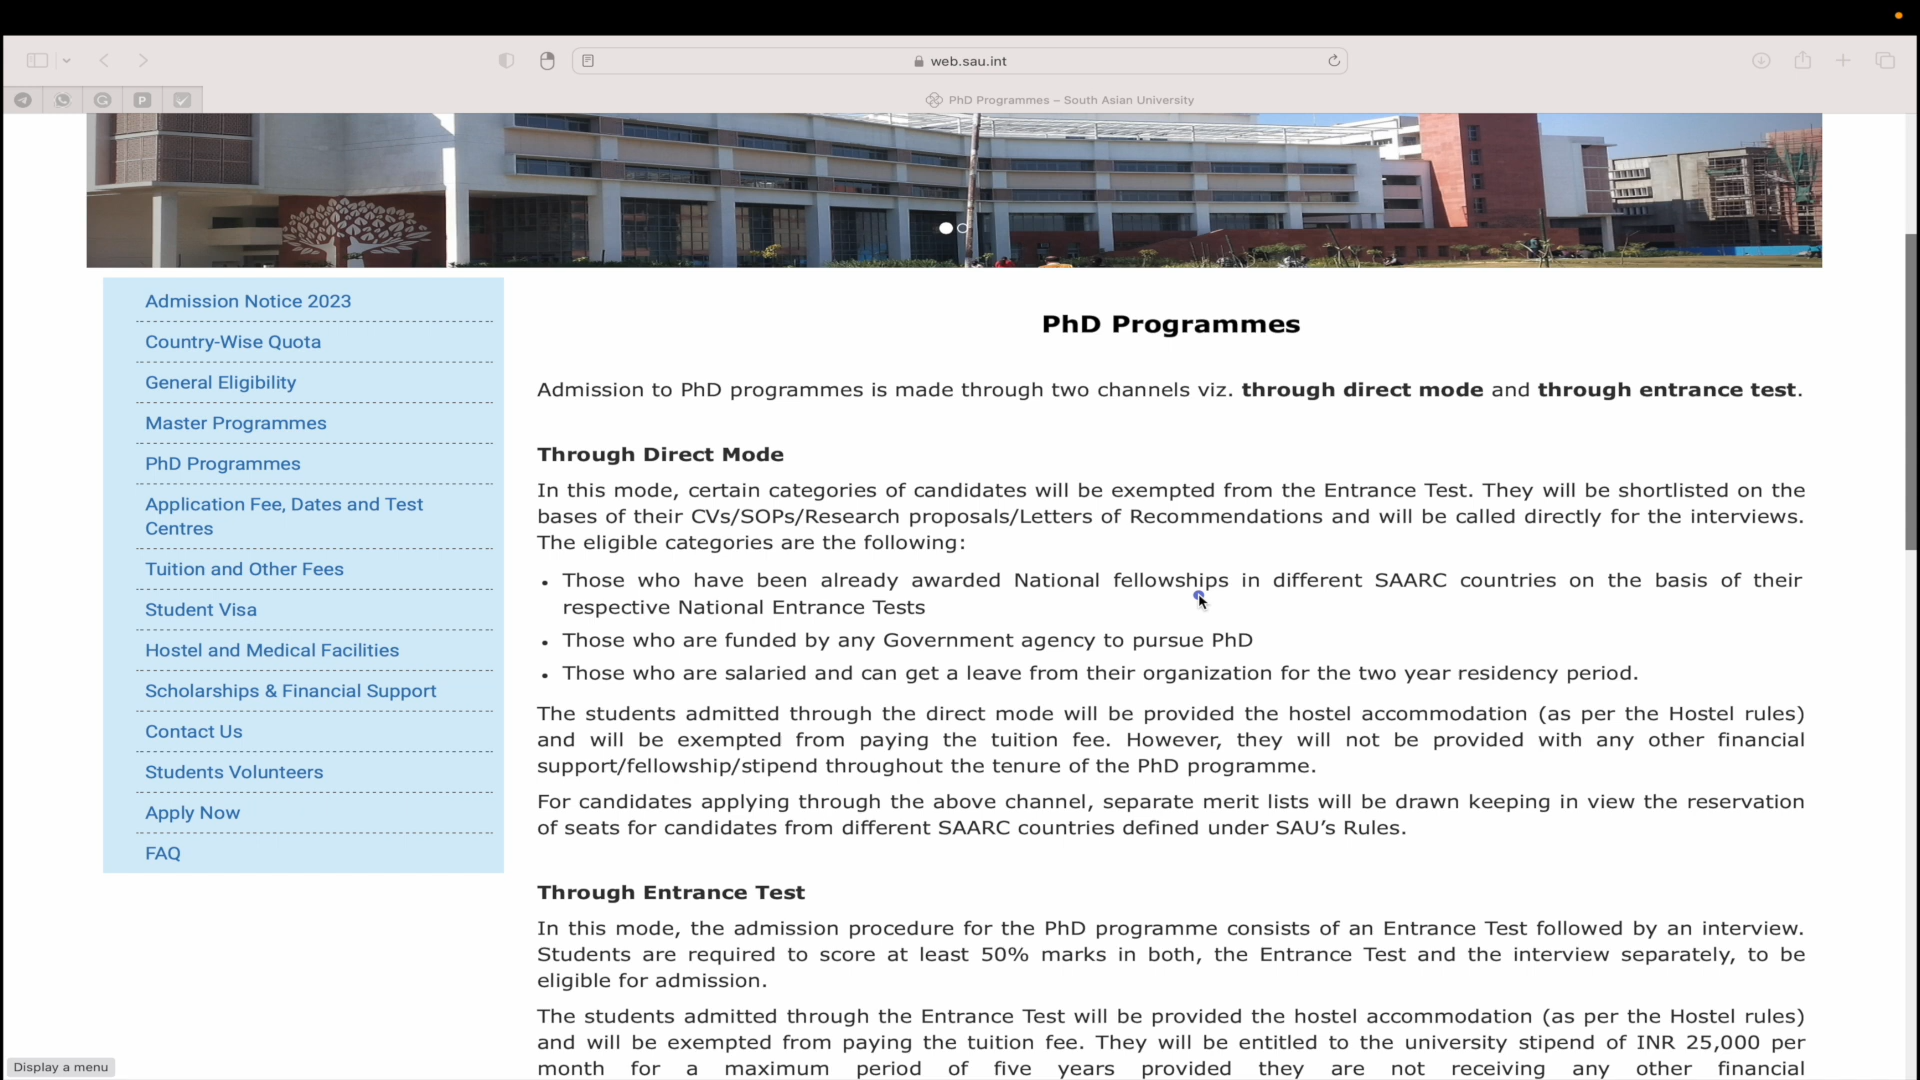 web.sau.int
PhD Programmes – South Asian University
Admission Notice 2023
Country-Wise Quota
General Eligibility
Master Programmes
PhD Programmes
Application Fee, Dates and Test
Centres
Tuition and Other Fees
Student Visa
Hostel and Medical Facilities
Scholarships & Financial Support
Contact Us
Students Volunteers
Apply Now
FAQ
PhD Programmes
Admission to PhD programmes is made through two channels viz. through direct mode and through entrance test.
Through Direct Mode
In this mode, certain categories of candidates will be exempted from the Entrance Test. They will be shortlisted on the
bases of their CVs/SOPs/Research proposals/Letters of Recommendations and will be called directly for the interviews.
The eligible categories are the following:
• Those who have been already awarded National fellowships in different SAARC countries on the basis of their
respective National Entrance Tests
• Those who are funded by any Government agency to pursue PhD
• Those who are salaried and can get a leave from their organization for the two year residency period.
The students admitted through the direct mode will be provided the hostel accommodation (as per the Hostel rules)
and will be exempted from paying the tuition fee. However, they will not be provided with any other financial
support/fellowship/stipend throughout the tenure of the PhD programme.
For candidates applying through the above channel, separate merit lists will be drawn keeping in view the reservation
of seats for candidates from different SAARC countries defined under SAU’s Rules.
Through Entrance Test
In this mode, the admission procedure for the PhD programme consists of an Entrance Test followed by an interview.
Students are required to score at least 50% marks in both, the Entrance Test and the interview separately, to be
eligible for admission.
The students admitted through the Entrance Test will be provided the hostel accommodation (as per the Hostel rules)
and will be exempted from paying the tuition fee. They will be entitled to the university stipend of INR 25,000 per
month for a maximum period of five years provided they are not receiving any other financial
Display a menu